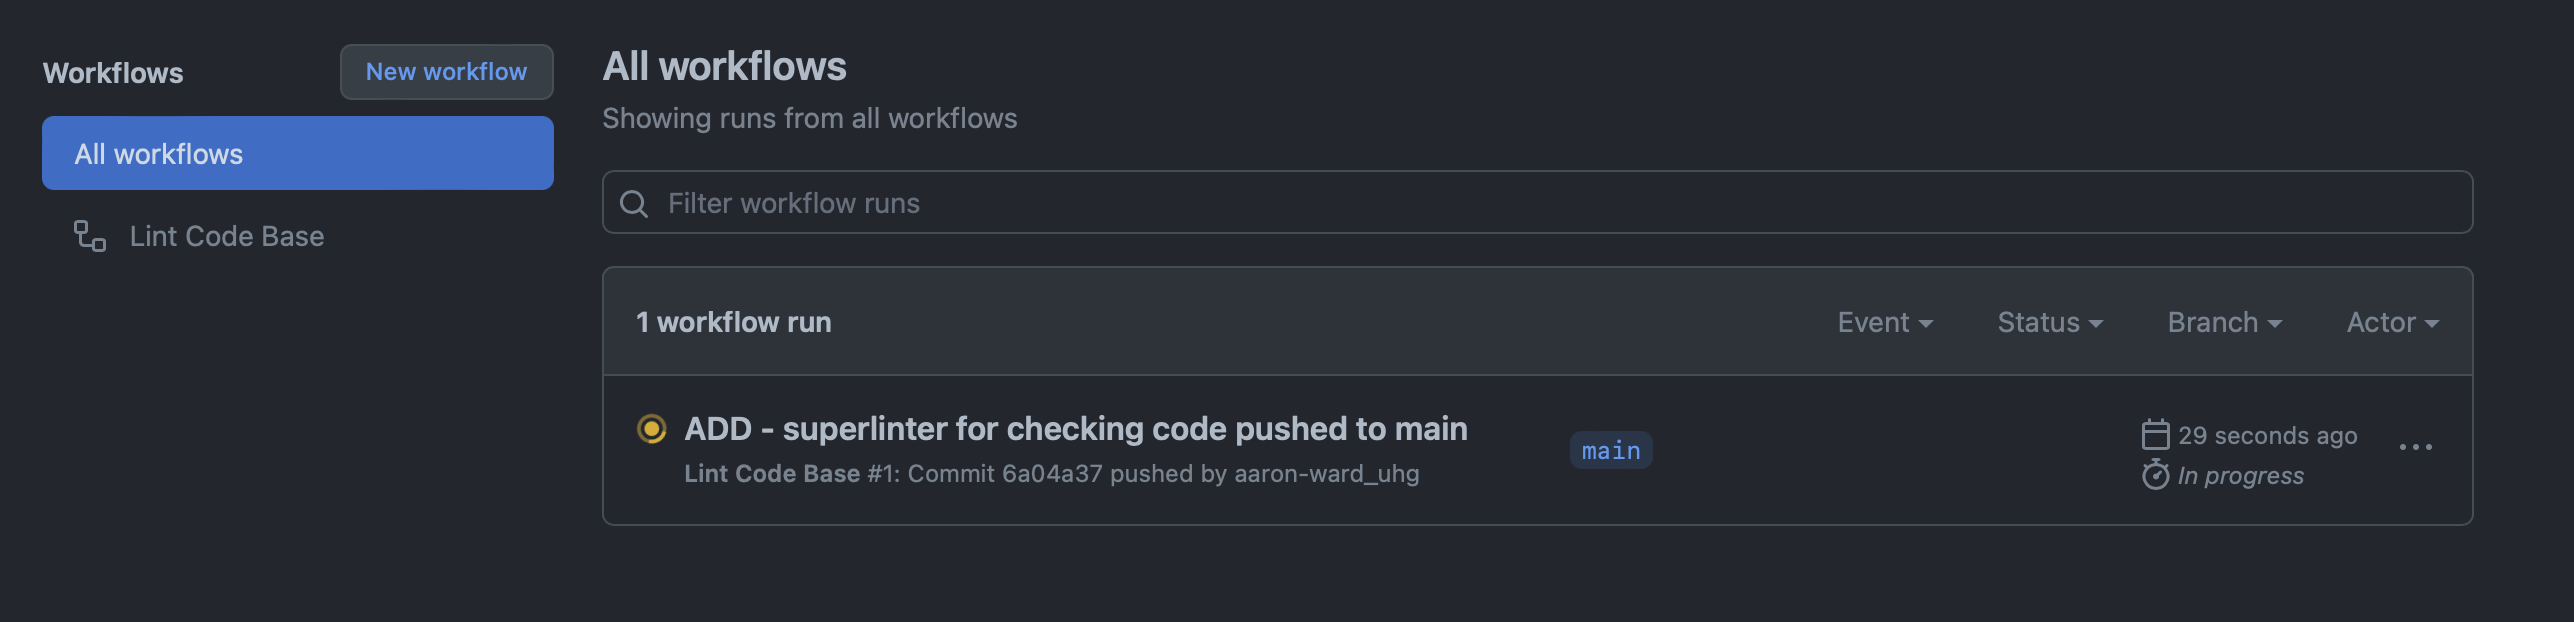 Workflows
New workflow
All workflows
Lint Code Base
All workflows
Showing runs from all workflows
Filter workflow runs
1 workflow run
Event
Status
Branch
Actor
ADD - superlinter for checking code pushed to main
Lint Code Base #1: Commit 6a04a37 pushed by aaron-ward_uhg
main
29 seconds ago
In progress